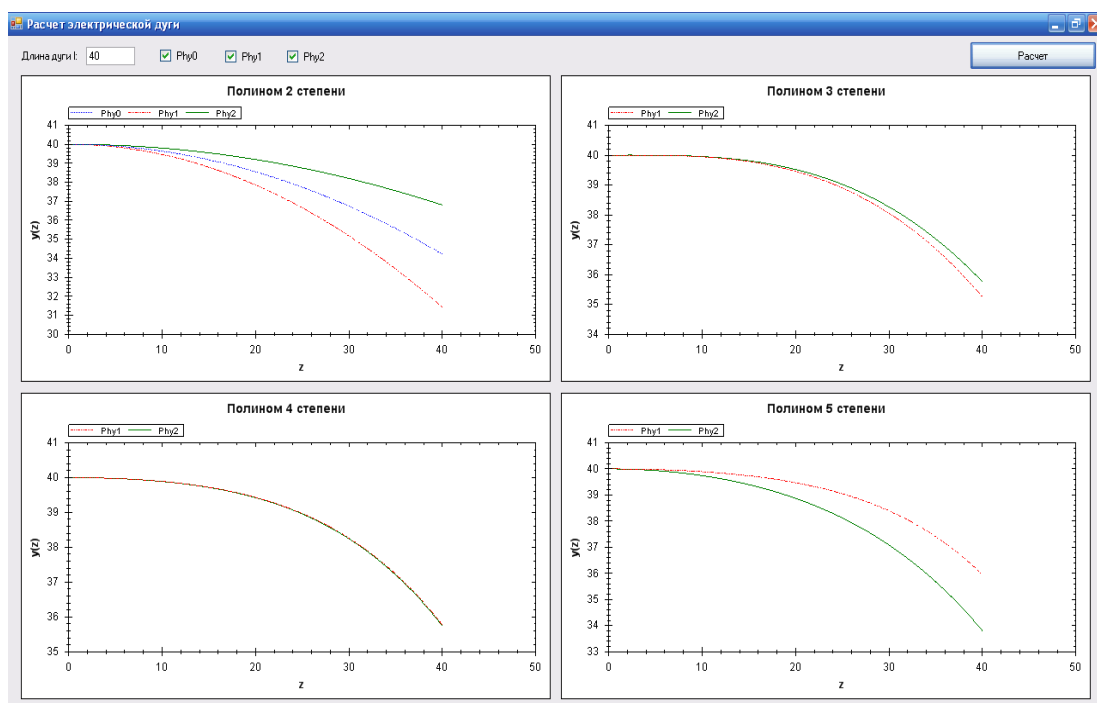 Расчет электрической дуги
Длина дуги l: 40 Phy0 Phy1 Phy2 Расчет
Полином 2 степени
Phy0 Phy1 Phy2
41
40
39
38
37
36
35
34
33
32
31
30
y(z)
0 10 20 30 40 50
z
Полином 3 степени
Phy1 Phy2
41
40
39
38
37
36
35
34
y(z)
0 10 20 30 40 50
z
Полином 4 степени
Phy1 Phy2
41
40
39
38
37
36
35
y(z)
0 10 20 30 40 50
z
Полином 5 степени
Phy1 Phy2
41
40
39
38
37
36
35
34
33
y(z)
0 10 20 30 40 50
z